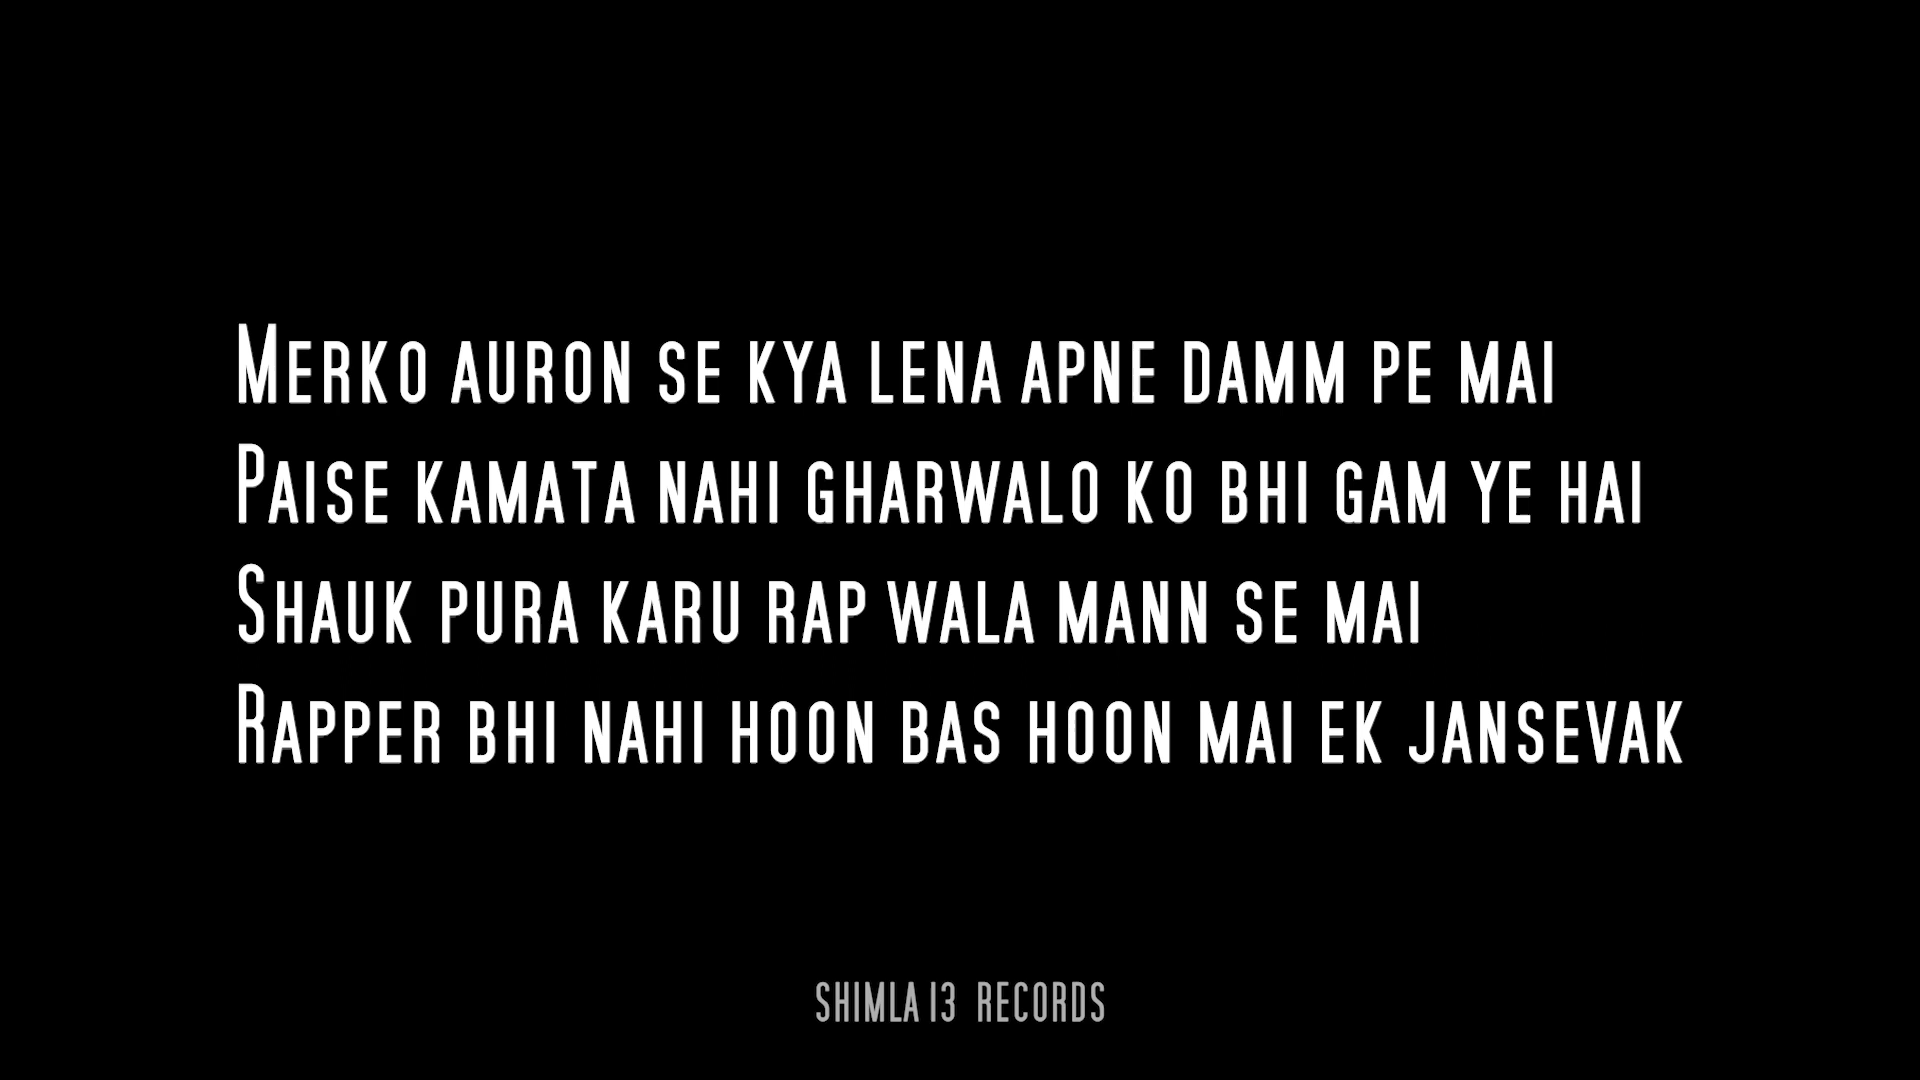 Merko auron se kya lena apne damm pe mai
Paise kamata nahi gharwalo ko bhi gam ye hai
Shauk pura karu rap wala mann se mai
Rapper bhi nahi hoon bas hoon mai ek jansevak
SHIMLA 13 RECORDS